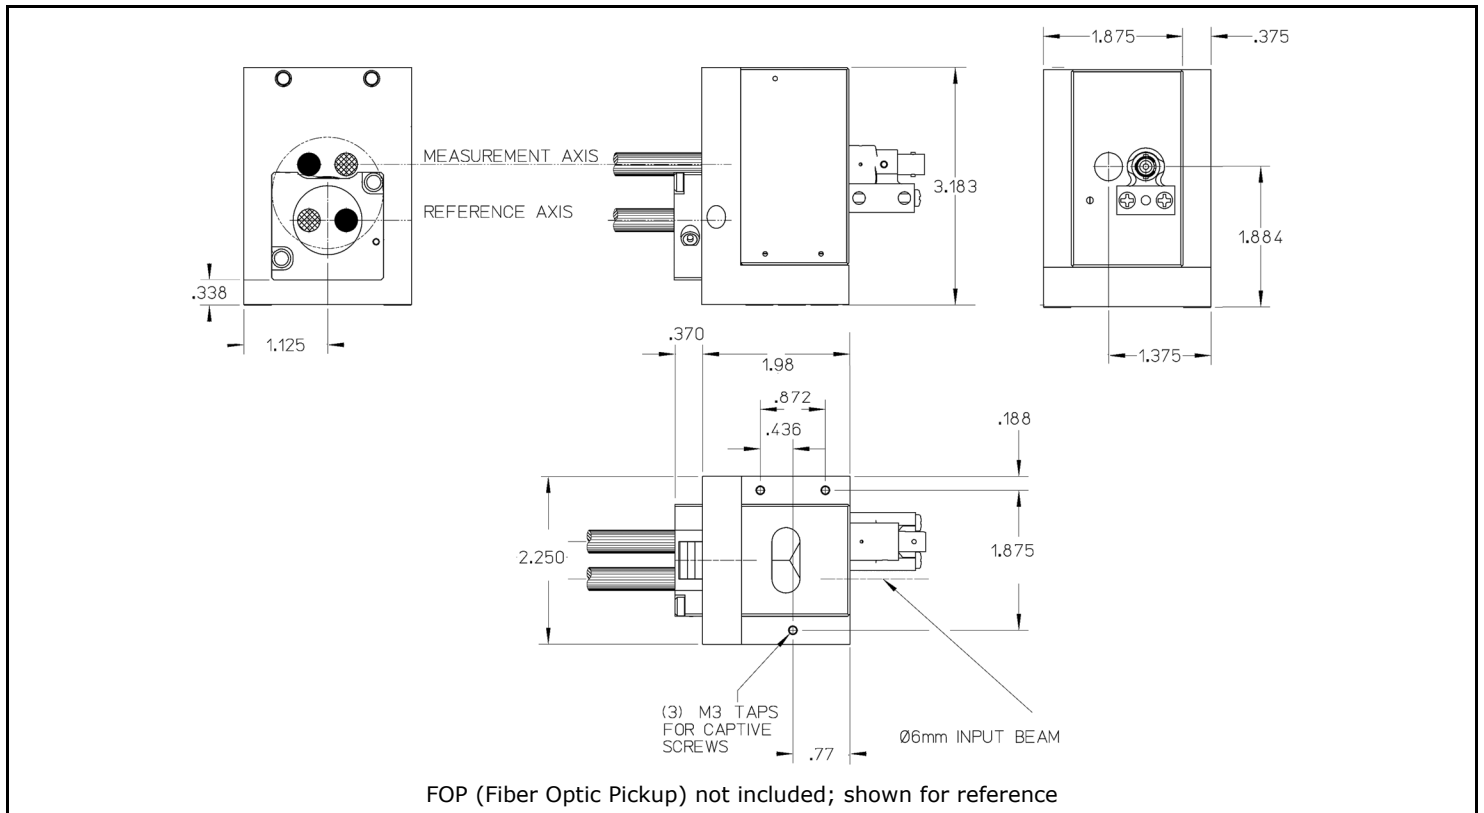 1.875
.375
MEASUREMENT AXIS
REFERENCE AXIS
3.183
1.884
.338
1.125
.370
1.98
1.375
.872
.436
.188
2.250
1.875
(3) M3 TAPS
FOR CAPTIVE
SCREWS
.77
Ø6mm INPUT BEAM
FOP (Fiber Optic Pickup) not included; shown for reference